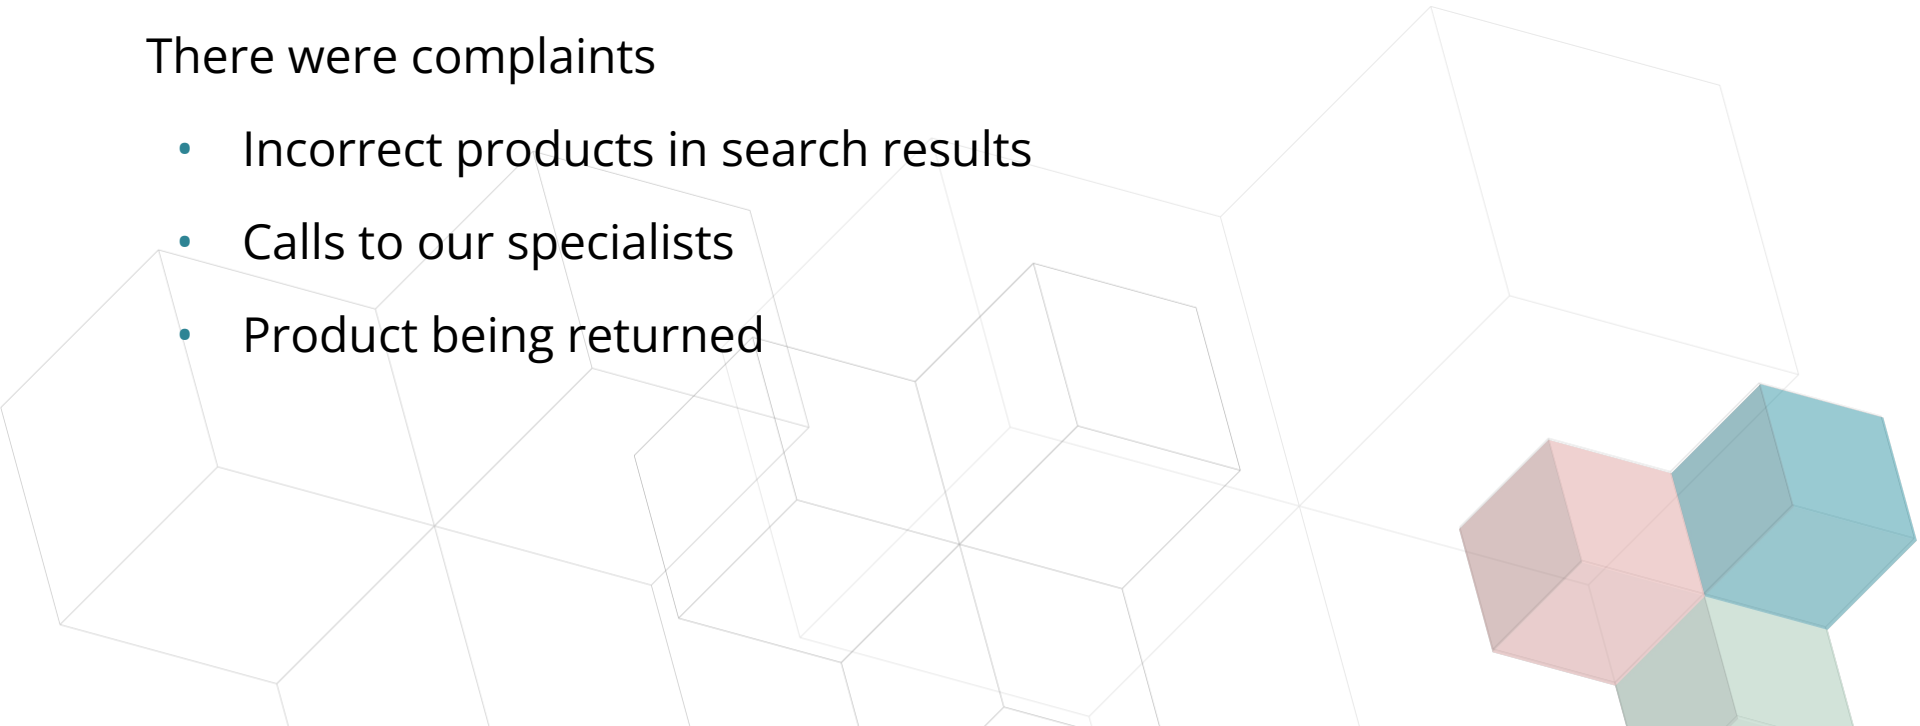 There were complaints
• Incorrect products in search results
• Calls to our specialists
• Product being returned